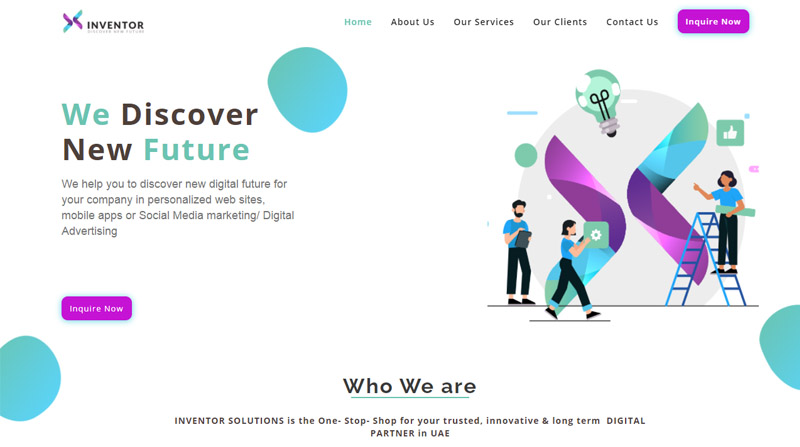 INVENTOR
DISCOVER NEW FUTURE
Home About Us Our Services Our Clients Contact Us Inquire Now
We Discover
New Future
We help you to discover new digital future for
your company in personalized web sites,
mobile apps or Social Media marketing/ Digital
Advertising
Inquire Now
Who We are
INVENTOR SOLUTIONS is the One- Stop- Shop for your trusted, innovative & long term DIGITAL
PARTNER in UAE